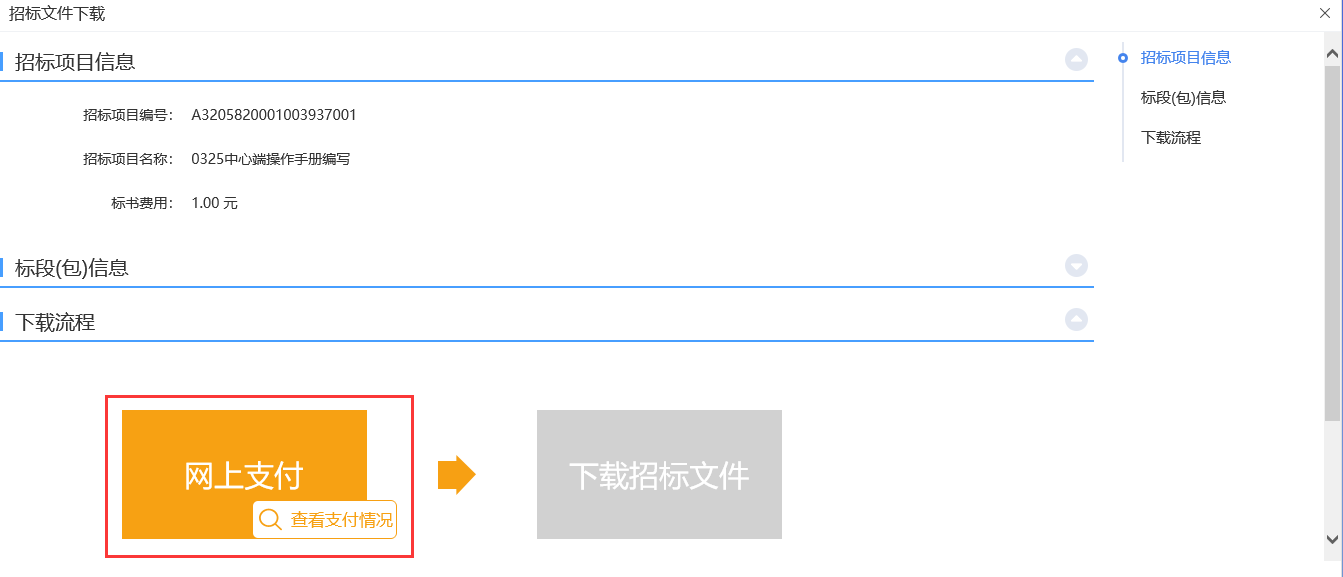 招标文件下载
招标项目信息
招标项目编号： A3205820001003937001
招标项目名称： 0325中心端操作手册编写
标书费用： 1.00 元
标段(包)信息
下载流程
网上支付
查看支付情况
下载招标文件
招标项目信息
标段(包)信息
下载流程